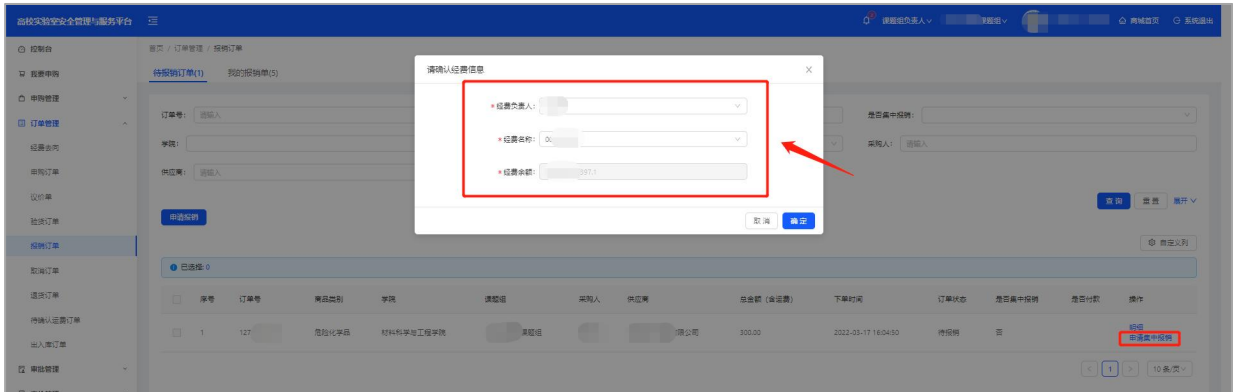 高校实验室安全管理与服务平台
课题组负责人
课题组
商城首页
系统退出
控制台
我要申购
申购管理
订单管理
经费去向
申购订单
议价单
验货订单
报销订单
取消订单
退货订单
待确认运费订单
出入库订单
审批管理
首页 / 订单管理 / 报销订单
待报销订单(1)
我的报销单(5)
订单号: 请输入
是否集中报销:
学院:
采购人: 请输入
供应商: 请输入
查询
重置
展开
申请报销
自定义列
已选择: 0
请确认经费信息
* 经费负责人:
* 经费名称: 00
* 经费余额:
取消
确定
序号 订单号 商品类别 学院 课题组 采购人 供应商 总金额 (含运费) 下单时间 订单状态 是否集中报销 是否付款 操作
1 127 危险化学品 材料科学与工程学院 课题组 限公司 300.00 2022-03-17 16:04:50 待报销 否 明细
申请集中报销
1
10 条/页